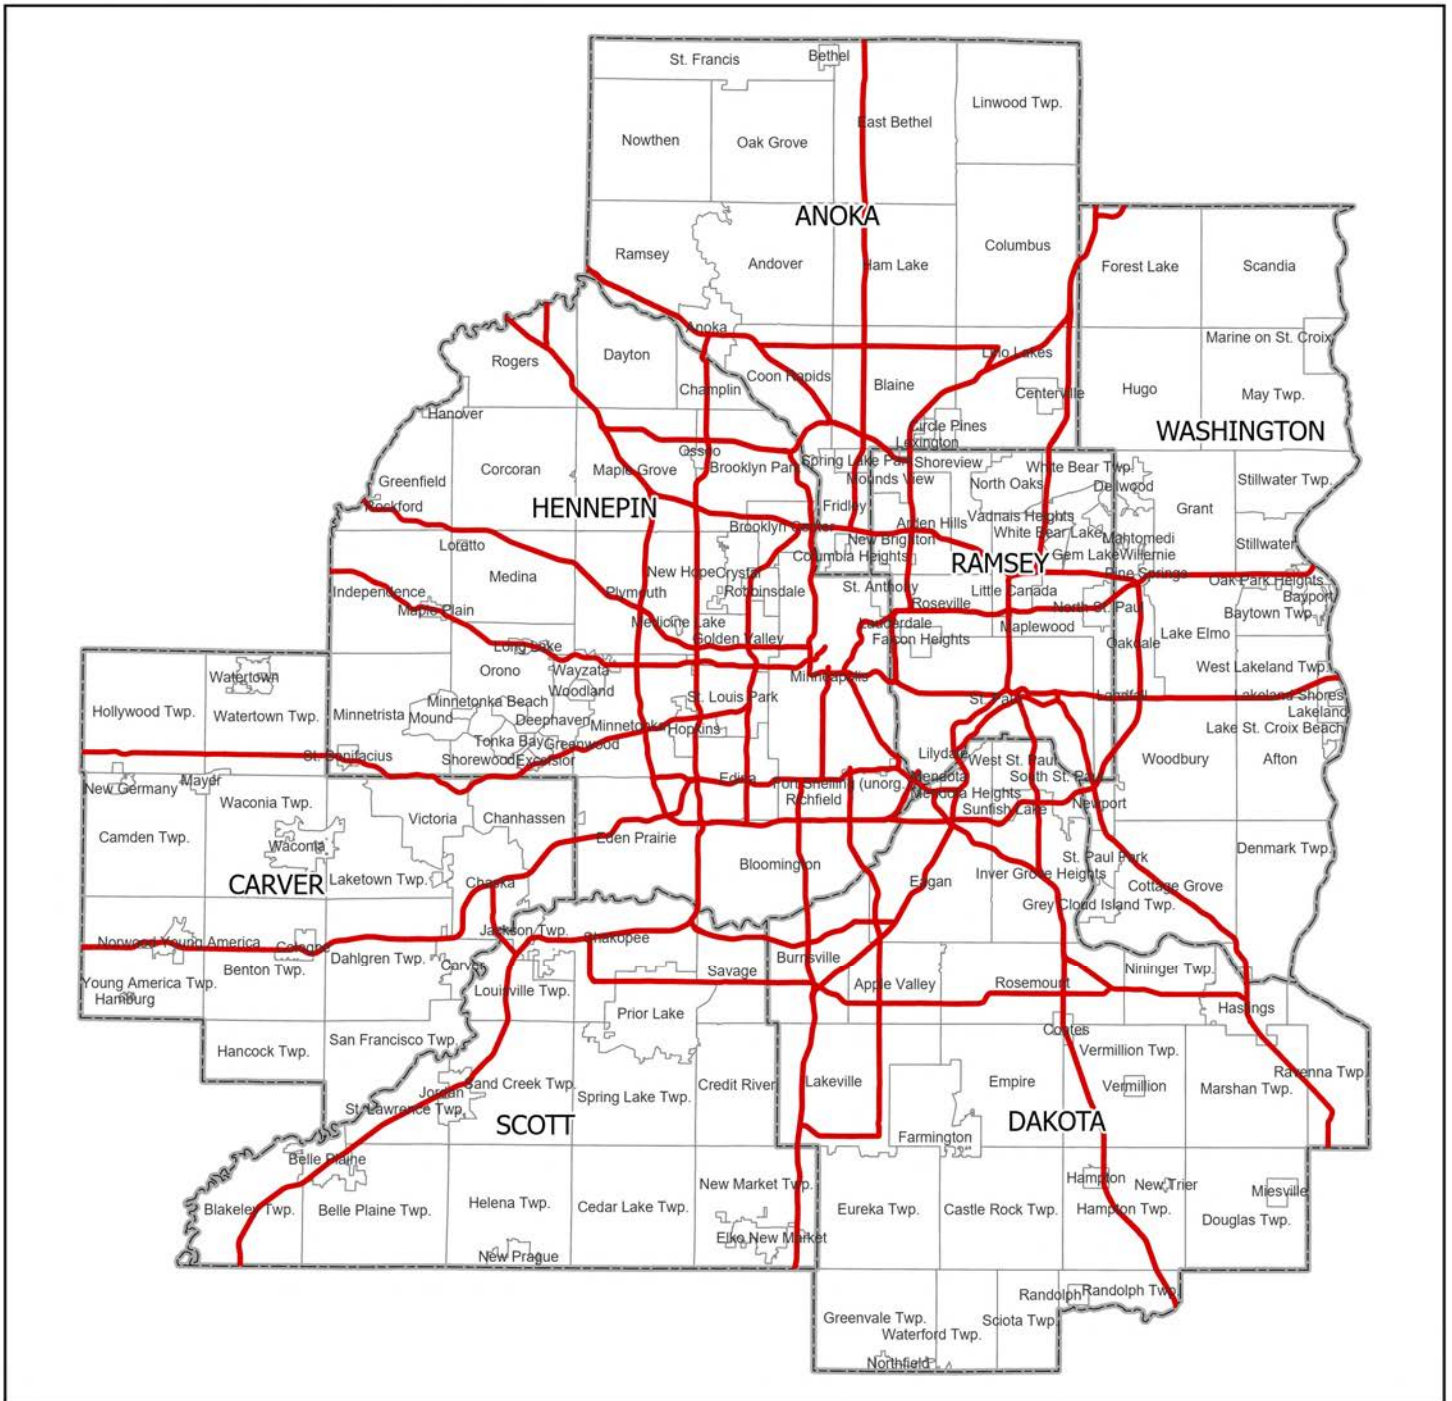 St. Francis
Bethel
Linwood Twp.
East Bethel
Nowthen
Oak Grove
ANOKA
Columbus
Ramsey
Andover
Ham Lake
Forest Lake
Scandia
Anoka
Marine on St. Croix
Rogers
Dayton
Lino Lakes
Coon Rapids
Champlin
Blaine
Centerville
Hugo
May Twp.
Hanover
Circle Pines
WASHINGTON
Lexington
Osseo
Corcoran
Maple Grove
Brooklyn Park
Spring Lake Park
Shoreview
White Bear Twp.
Greenfield
Mounds View
North Oaks
Dellwood
Stillwater Twp.
Rockford
HENNEPIN
Fridley
Grant
Brooklyn Center
Arden Hills
Vadnais Heights
White Bear Lake
New Brighton
Mahtomedi
Stillwater
Loretto
Columbia Heights
Gem Lake
Willernie
RAMSEY
Medina
New Hope
Crystal
Pine Springs
Oak Park Heights
Independence
Plymouth
Robbinsdale
St. Anthony
Little Canada
Bayport
Maple Plain
Roseville
North St. Paul
Baytown Twp.
Medicine Lake
Lauderdale
Maplewood
Lake Elmo
Golden Valley
Falcon Heights
Oakdale
Long Lake
Orono
Wayzata
West Lakeland Twp.
Watertown
Minneapolis
Woodland
Minnetonka Beach
St. Louis Park
St. Paul
Landfall
Lakeland Shores
Hollywood Twp.
Watertown Twp.
Minnetrista
Mound
Deephaven
Minnetonka
Hopkins
Lakeland
Lake St. Croix Beach
Tonka Bay
Greenwood
St. Bonifacius
Shorewood
Excelsior
Lilydale
West St. Paul
Woodbury
Afton
New Germany
Mayer
Edina
Fort Snelling (unorg.)
Mendota
South St. Paul
Waconia Twp.
Richfield
Mendota Heights
Newport
Sunfish Lake
Victoria
Chanhassen
Camden Twp.
Waconia
Eden Prairie
Denmark Twp.
Bloomington
St. Paul Park
CARVER
Laketown Twp.
Chaska
Eagan
Inver Grove Heights
Cottage Grove
Grey Cloud Island Twp.
Norwood Young America
Cologne
Jackson Twp.
Shakopee
Dahlgren Twp.
Carver
Burnsville
Benton Twp.
Savage
Nininger Twp.
Young America Twp.
Louisville Twp.
Apple Valley
Rosemount
Hamburg
Prior Lake
Hastings
Coates
San Francisco Twp.
Hancock Twp.
Vermillion Twp.
Ravenna Twp.
Jordan
Sand Creek Twp.
Spring Lake Twp.
Credit River
Lakeville
Empire
Vermillion
Marshan Twp.
St. Lawrence Twp.
SCOTT
DAKOTA
Farmington
Belle Plaine
New Market Twp.
Hampton
New Trier
Miesville
Blakeley Twp.
Belle Plaine Twp.
Helena Twp.
Cedar Lake Twp.
Eureka Twp.
Castle Rock Twp.
Hampton Twp.
Douglas Twp.
Elko New Market
New Prague
Randolph
Randolph Twp.
Greenvale Twp.
Sciota Twp.
Waterford Twp.
Northfield